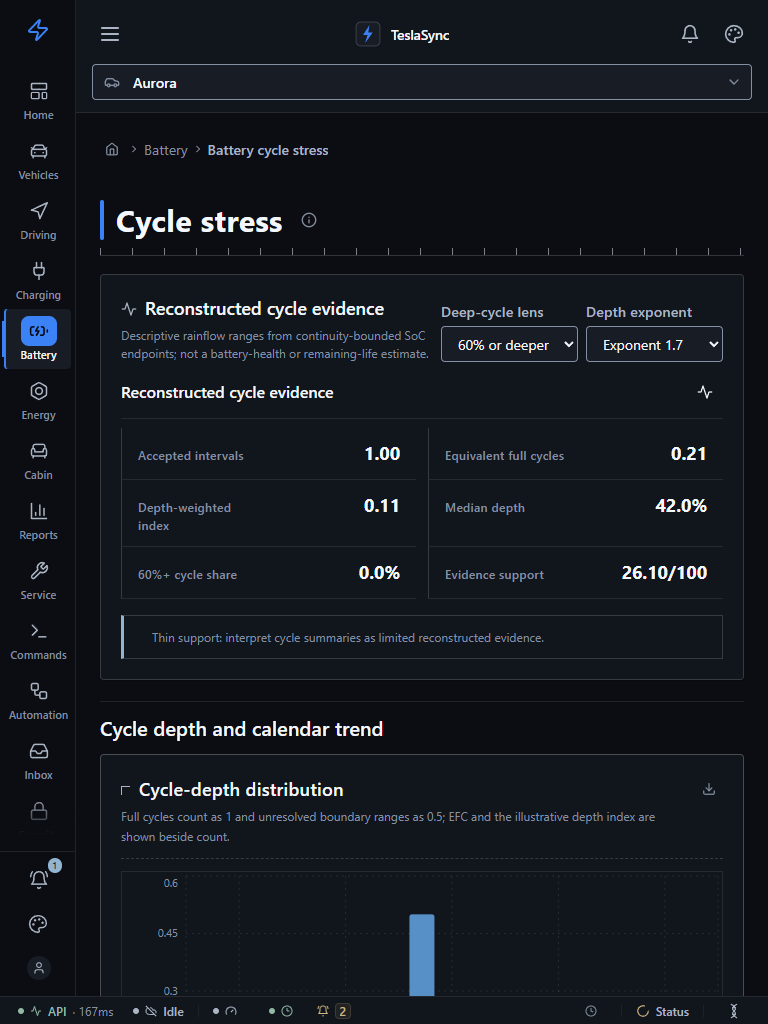 TeslaSync
Aurora
Home
Vehicles
Driving
Charging
Battery
Energy
Cabin
Reports
Service
Commands
Automation
Inbox
1
Battery
Battery cycle stress
Cycle stress
Reconstructed cycle evidence
Descriptive rainflow ranges from continuity-bounded SoC
endpoints; not a battery-health or remaining-life estimate.
Deep-cycle lens
60% or deeper
Depth exponent
Exponent 1.7
Reconstructed cycle evidence
Accepted intervals
1.00
Equivalent full cycles
0.21
Depth-weighted
index
0.11
Median depth
42.0%
60%+ cycle share
0.0%
Evidence support
26.10/100
Thin support: interpret cycle summaries as limited reconstructed evidence.
Cycle depth and calendar trend
Cycle-depth distribution
Full cycles count as 1 and unresolved boundary ranges as 0.5; EFC and the illustrative depth index are
shown beside count.
0.6
0.45
0.3
API · 167ms
Idle
2
Status